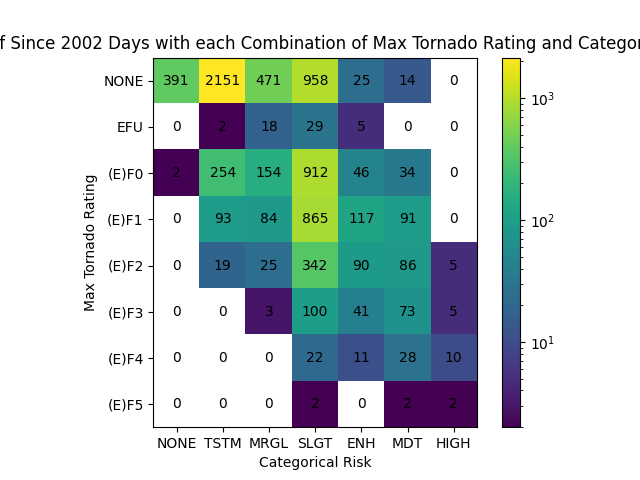 f Since 2002 Days with each Combination of Max Tornado Rating and Categor
NONE 391 2151 471 958 25 14 0
EFU 0 2 18 29 5 0 0
(E)F0 2 254 154 912 46 34 0
(E)F1 0 93 84 865 117 91 0
(E)F2 0 19 25 342 90 86 5
(E)F3 0 0 3 100 41 73 5
(E)F4 0 0 0 22 11 28 10
(E)F5 0 0 0 2 0 2 2
NONE TSTM MRGL SLGT ENH MDT HIGH
Categorical Risk
Max Tornado Rating
10³
10²
10¹